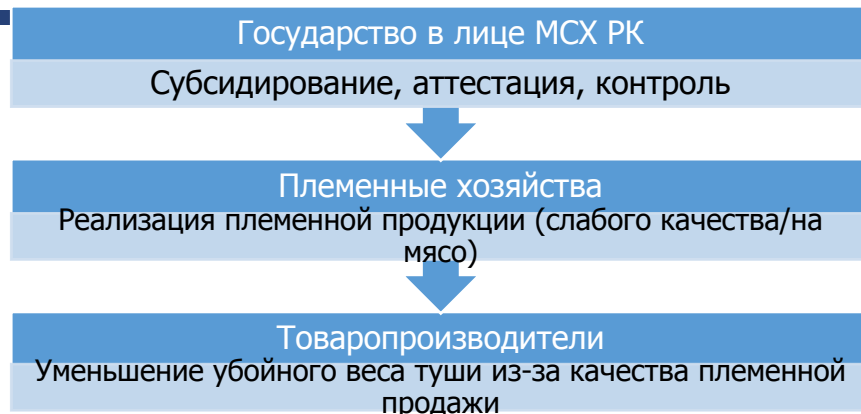 Государство в лице МСХ РК
Субсидирование, аттестация, контроль
Племенные хозяйства
Реализация племенной продукции (слабого качества/на
мясо)
Товаропроизводители
Уменьшение убойного веса туши из-за качества племенной
продажи